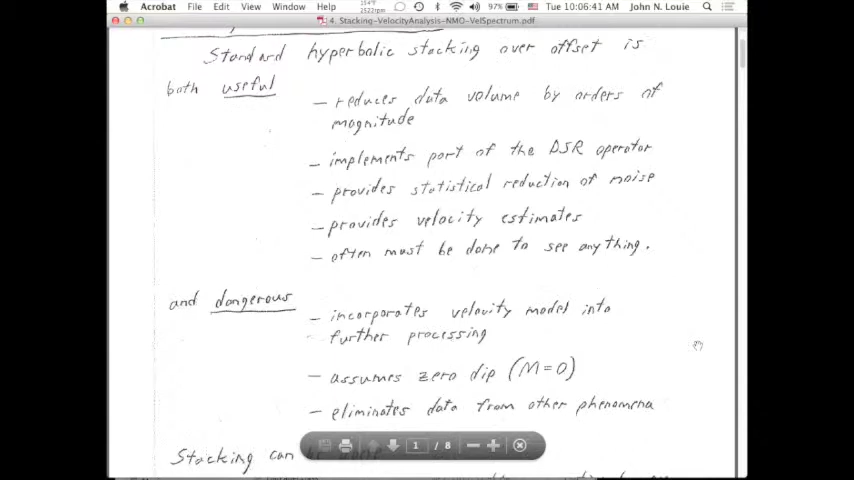 Acrobat File Edit View Window Help 97% Tue 10:06:41 AM John N. Louie
4. Stacking-VelocityAnalysis-NMO-VelSpectrum.pdf
Standard hyperbolic stacking over offset is
both useful
– reduces data volume by orders of
magnitude
– implements part of the DSR operator
– provides statistical reduction of noise
– provides velocity estimates
– often must be done to see anything.
and dangerous
– incorporates velocity model into
further processing
– assumes zero dip (M=0)
– eliminates data from other phenomena
Stacking can be done
1 / 8